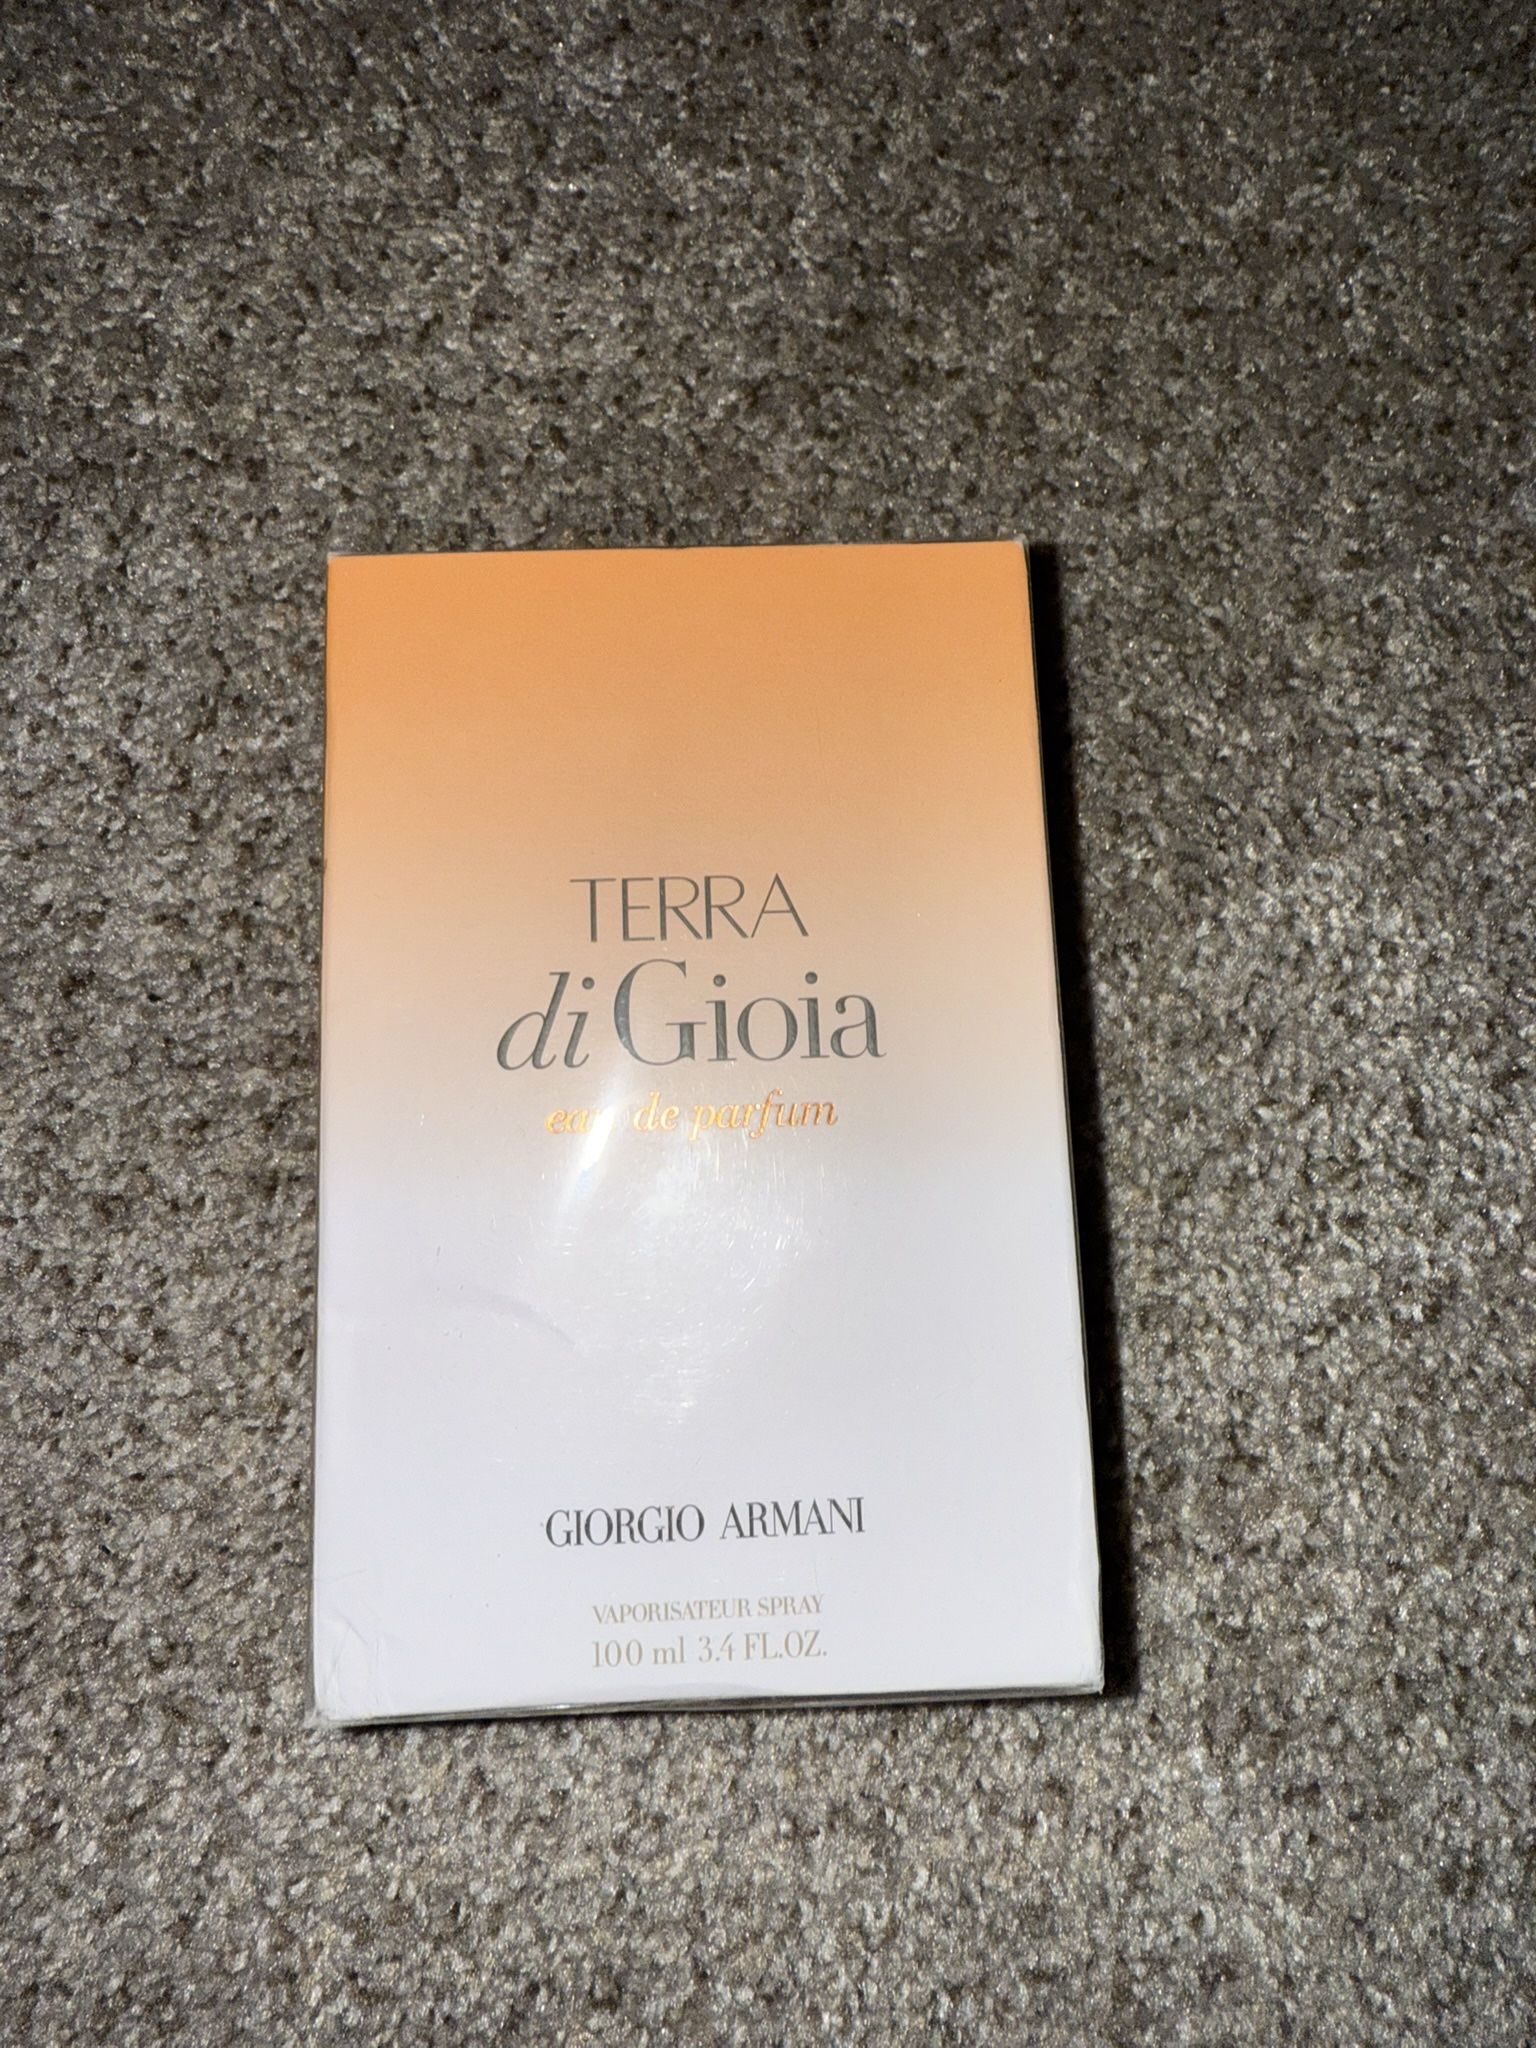 TERRA
di Gioia
eau de parfum
GIORGIO ARMANI
VAPORISATEUR SPRAY
100 ml 3.4 FL.OZ.